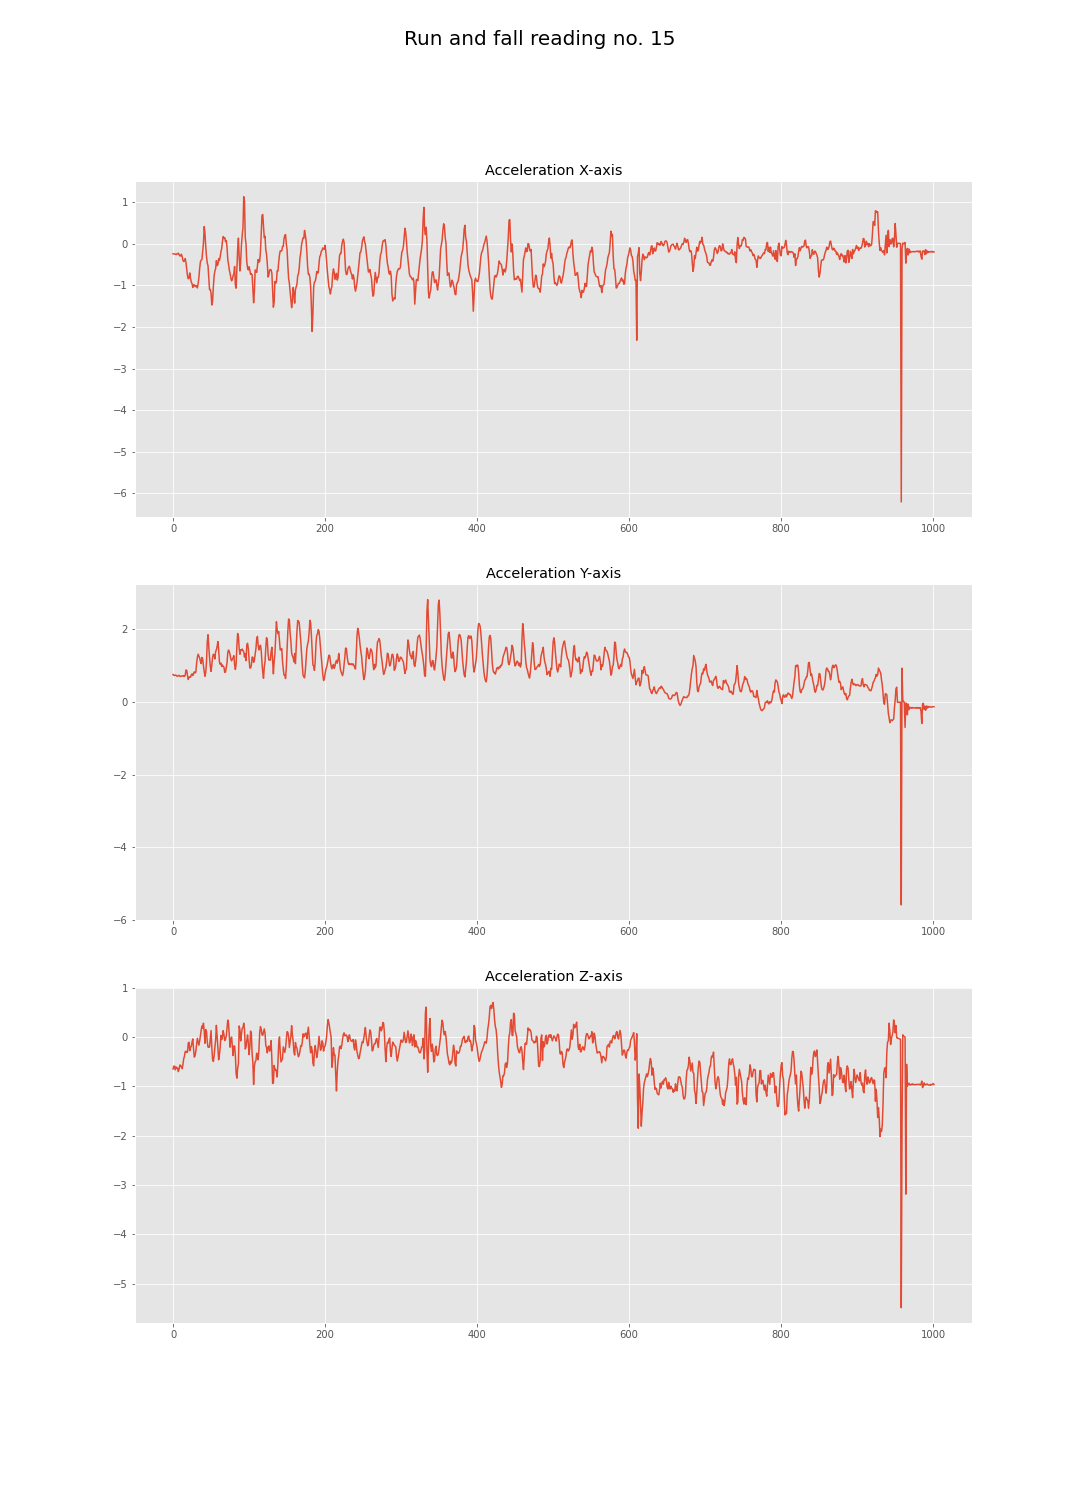 Run and fall reading no. 15
Acceleration X-axis
1
0
−1
−2
−3
−4
−5
−6
0 200 400 600 800 1000
Acceleration Y-axis
2
0
−2
−4
−6
0 200 400 600 800 1000
Acceleration Z-axis
1
0
−1
−2
−3
−4
−5
0 200 400 600 800 1000